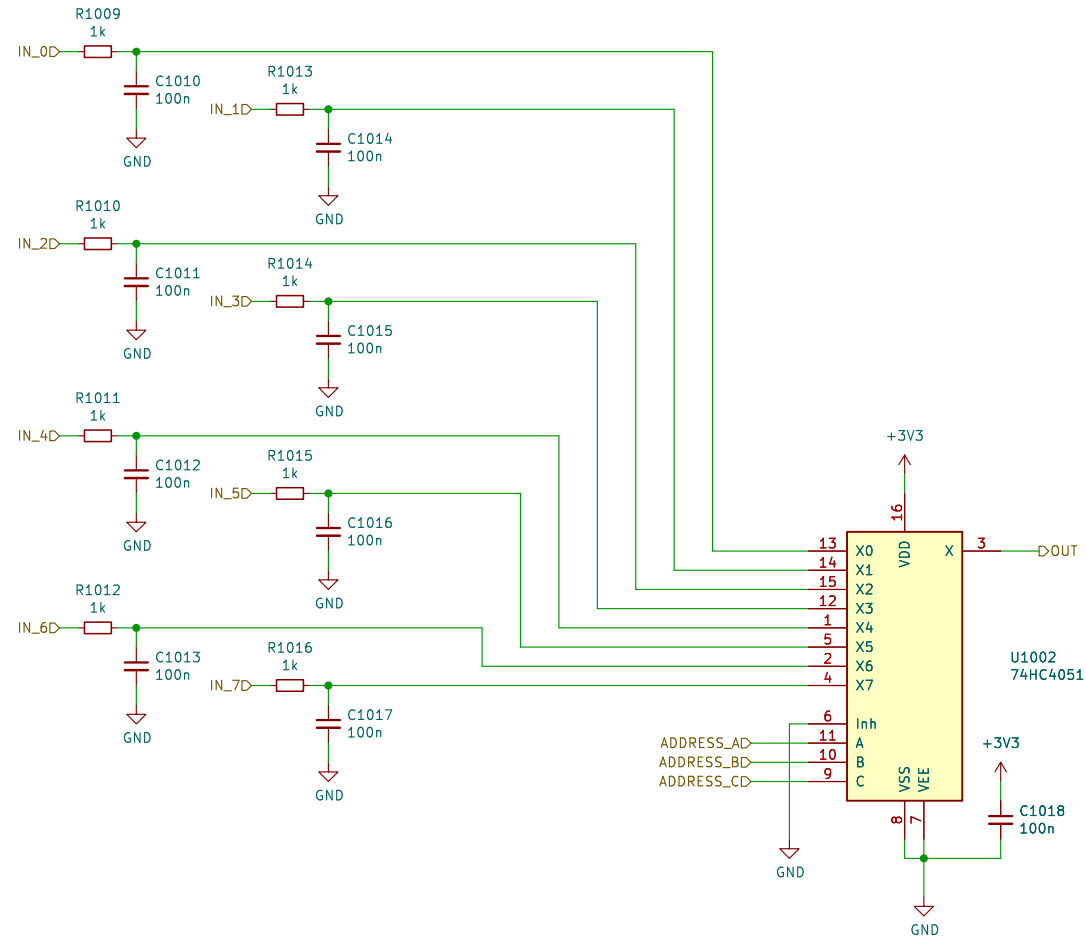 R1009
1k
IN_0
C1010
100n
GND
R1013
1k
IN_1
C1014
100n
GND
R1010
1k
IN_2
C1011
100n
GND
R1014
1k
IN_3
C1015
100n
GND
R1011
1k
IN_4
C1012
100n
GND
R1015
1k
IN_5
C1016
100n
GND
R1012
1k
IN_6
C1013
100n
GND
R1016
1k
IN_7
C1017
100n
GND
+3V3
16
VDD
13 X0
14 X1
15 X2
12 X3
1 X4
5 X5
2 X6
4 X7
6 Inh
11 A
10 B
9 C
X 3 OUT
U1002
74HC4051
ADDRESS_A
ADDRESS_B
ADDRESS_C
VSS
VEE
8
7
GND
+3V3
C1018
100n
GND